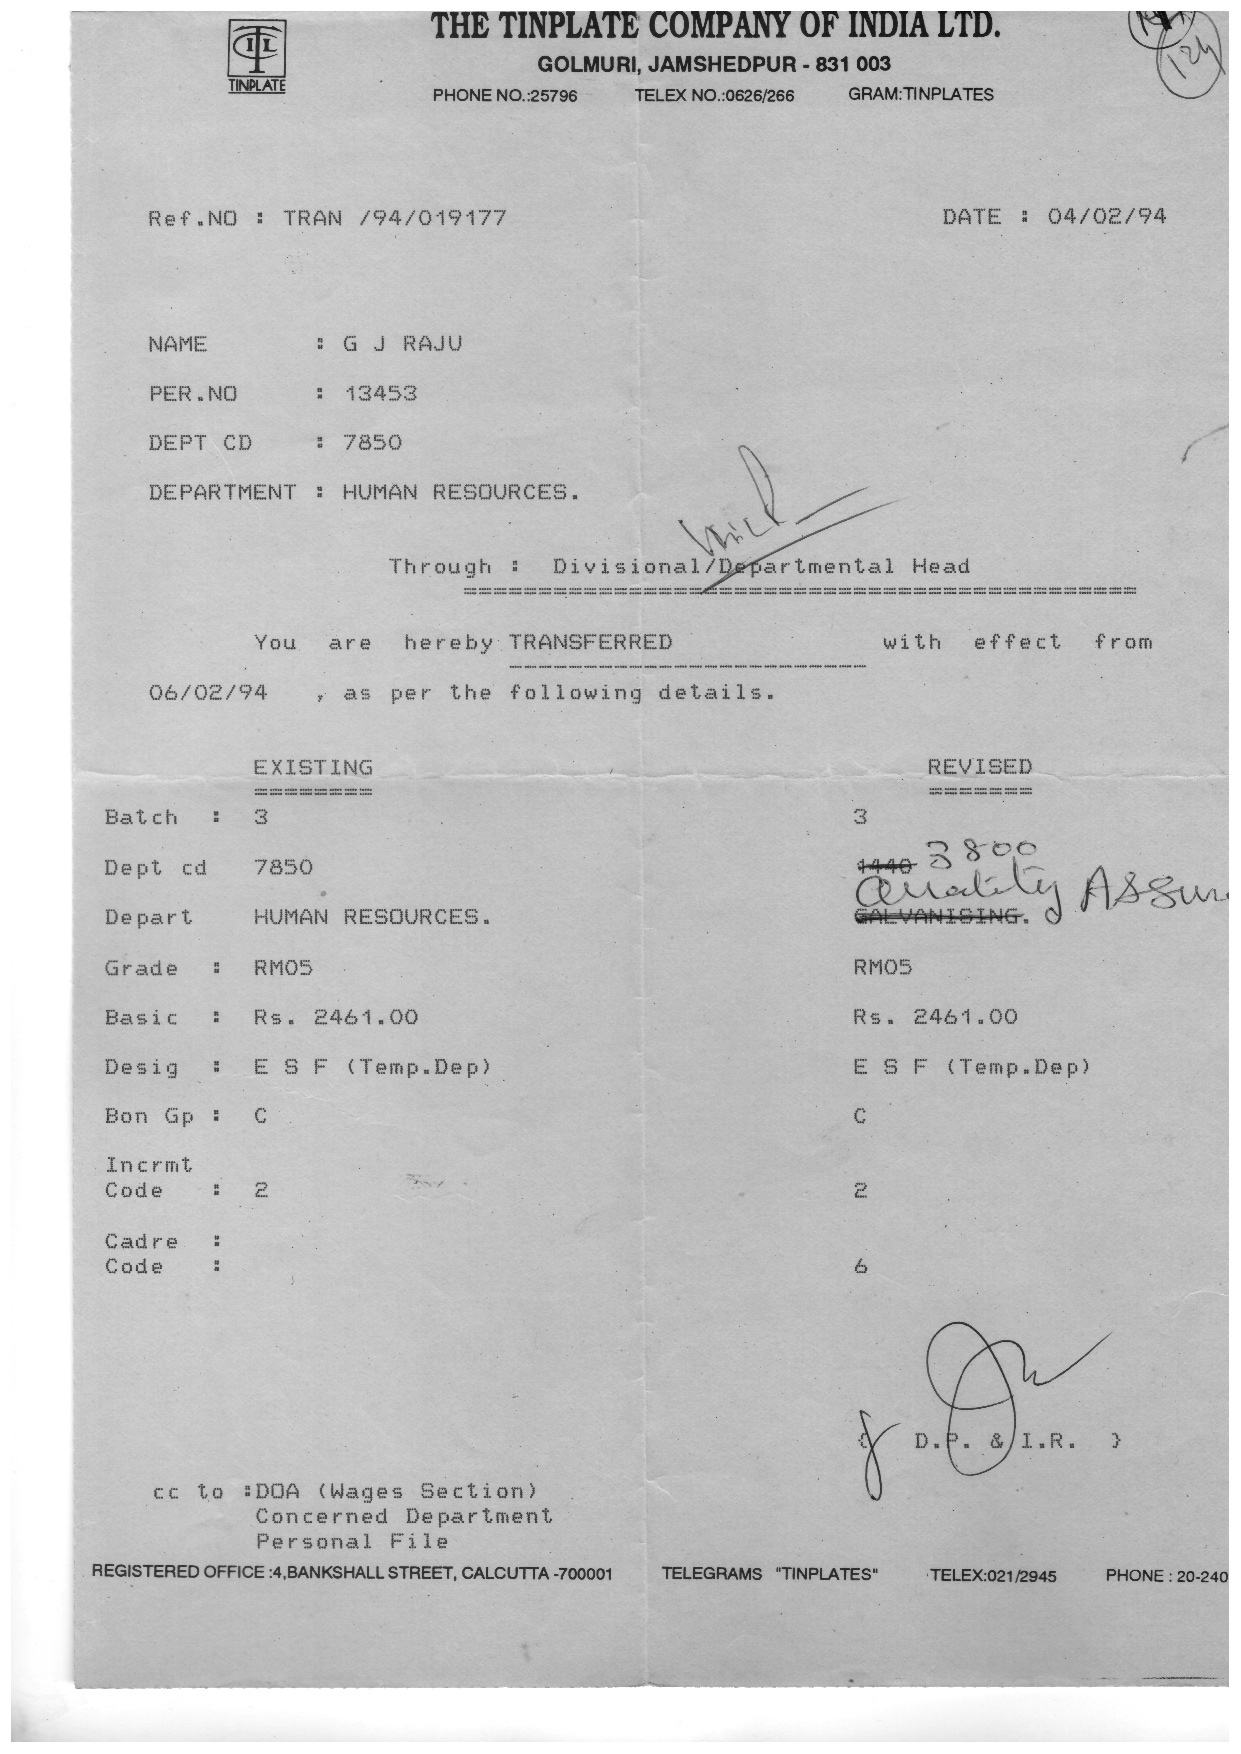 THE TINPLATE COMPANY OF INDIA LTD.
TINPLATE
GOLMURI, JAMSHEDPUR - 831 003
PHONE NO.:25796 TELEX NO.:0626/266 GRAM:TINPLATES
124
Ref.NO : TRAN /94/019177 DATE : 04/02/94
NAME : G J RAJU
PER.NO : 13453
DEPT CD : 7850
DEPARTMENT : HUMAN RESOURCES.
Through : Divisional/Departmental Head
You are hereby TRANSFERRED with effect from
06/02/94 , as per the following details.
EXISTING REVISED
Batch : 3 3
Dept cd 7850 1440 3800
Quality Assur
Depart HUMAN RESOURCES. GALVANISING.
Grade : RM05 RM05
Basic : Rs. 2461.00 Rs. 2461.00
Desig : E S F (Temp.Dep) E S F (Temp.Dep)
Bon Gp : C C
Incrmt
Code : 2 2
Cadre :
Code : 6
{ D.P. & I.R. }
cc to :DOA (Wages Section)
Concerned Department
Personal File
REGISTERED OFFICE :4,BANKSHALL STREET, CALCUTTA -700001 TELEGRAMS "TINPLATES" TELEX:021/2945 PHONE : 20-240